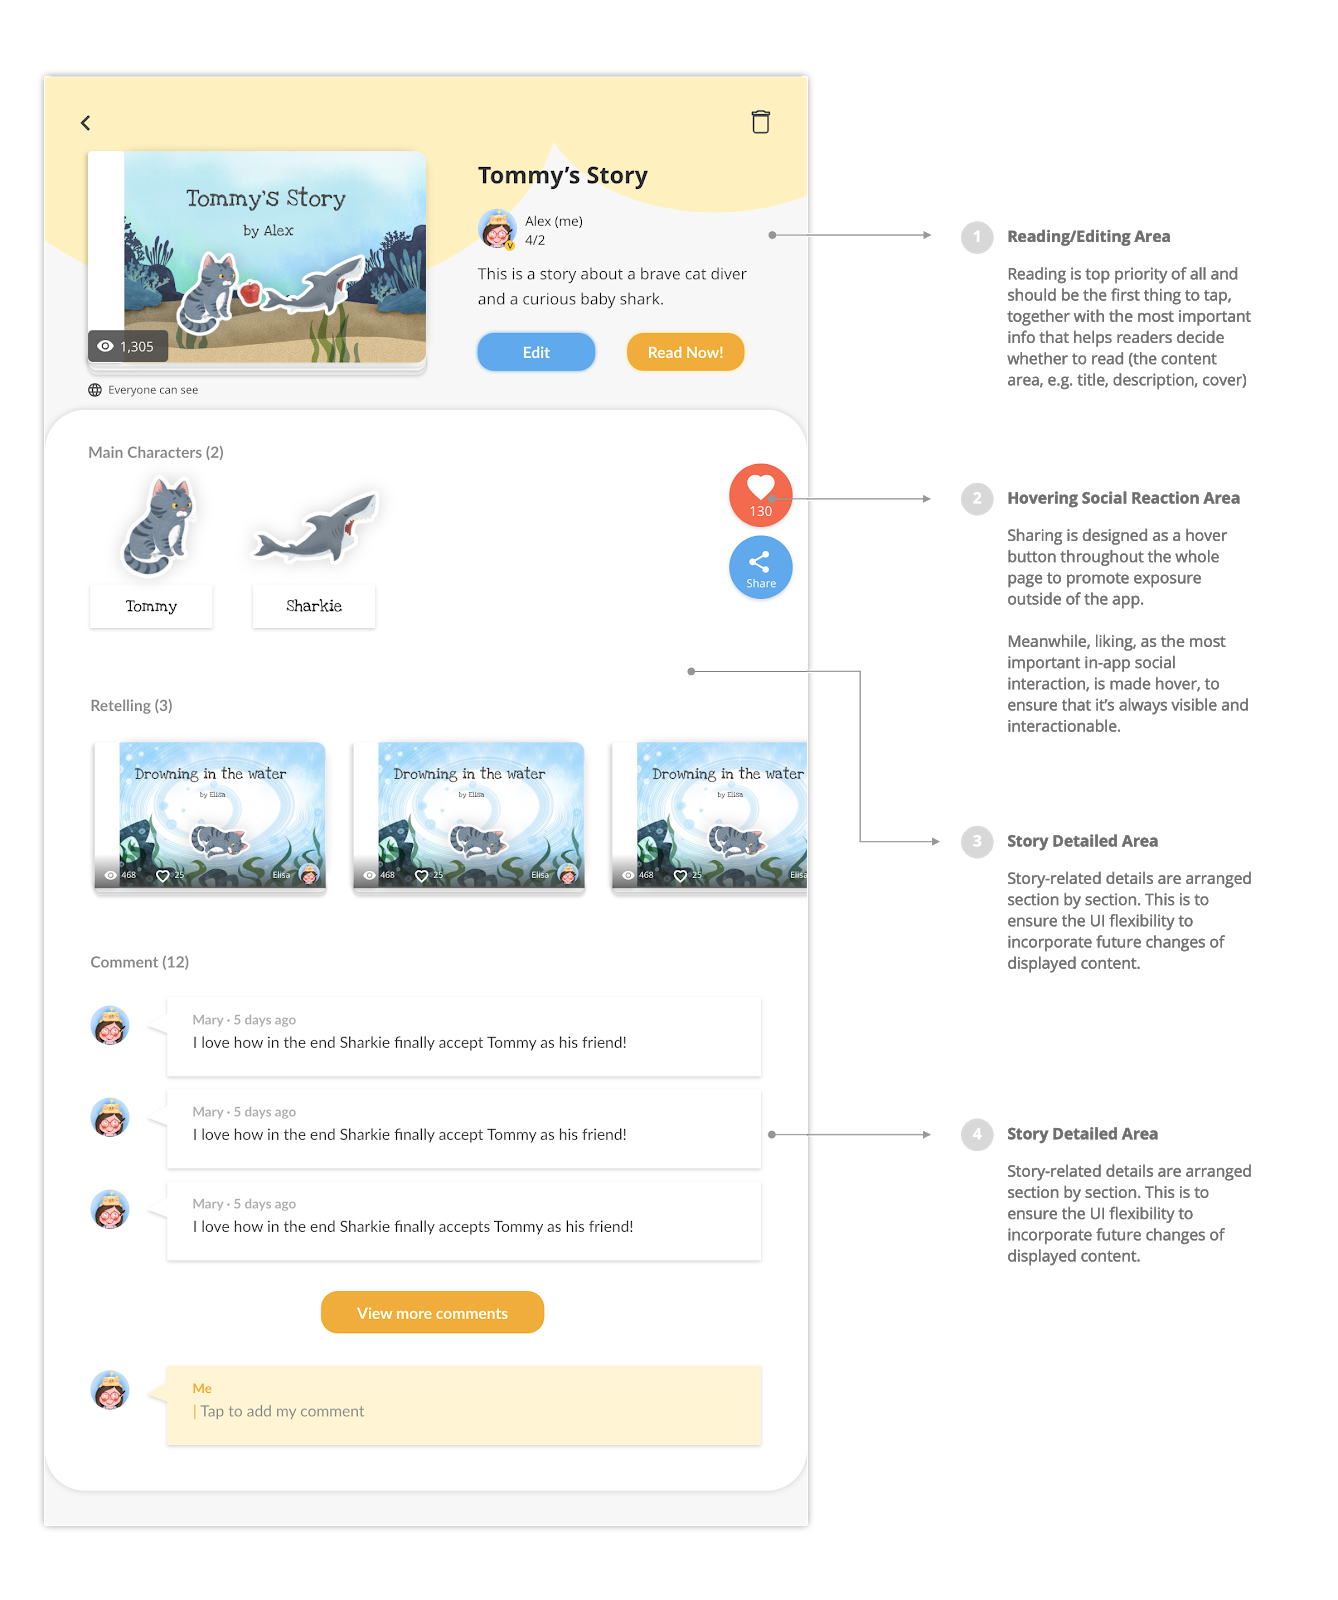 Tommy's Story
by Alex
1,305
Everyone can see
Tommy's Story
Alex (me)
4/2
This is a story about a brave cat diver
and a curious baby shark.
Edit
Read Now!
Main Characters (2)
Tommy
Sharkie
130
Share
Retelling (3)
Drowning in the water
by Elisa
468
25
Elisa
Drowning in the water
by Elisa
468
25
Elisa
Drowning in the water
by Elisa
468
25
Elisa
Comment (12)
Mary · 5 days ago
I love how in the end Sharkie finally accept Tommy as his friend!
Mary · 5 days ago
I love how in the end Sharkie finally accept Tommy as his friend!
Mary · 5 days ago
I love how in the end Sharkie finally accepts Tommy as his friend!
View more comments
Me
| Tap to add my comment
1
Reading/Editing Area
Reading is top priority of all and
should be the first thing to tap,
together with the most important
info that helps readers decide
whether to read (the content
area, e.g. title, description, cover)
2
Hovering Social Reaction Area
Sharing is designed as a hover
button throughout the whole
page to promote exposure
outside of the app.
Meanwhile, liking, as the most
important in-app social
interaction, is made hover, to
ensure that it's always visible and
interactionable.
3
Story Detailed Area
Story-related details are arranged
section by section. This is to
ensure the UI flexibility to
incorporate future changes of
displayed content.
4
Story Detailed Area
Story-related details are arranged
section by section. This is to
ensure the UI flexibility to
incorporate future changes of
displayed content.